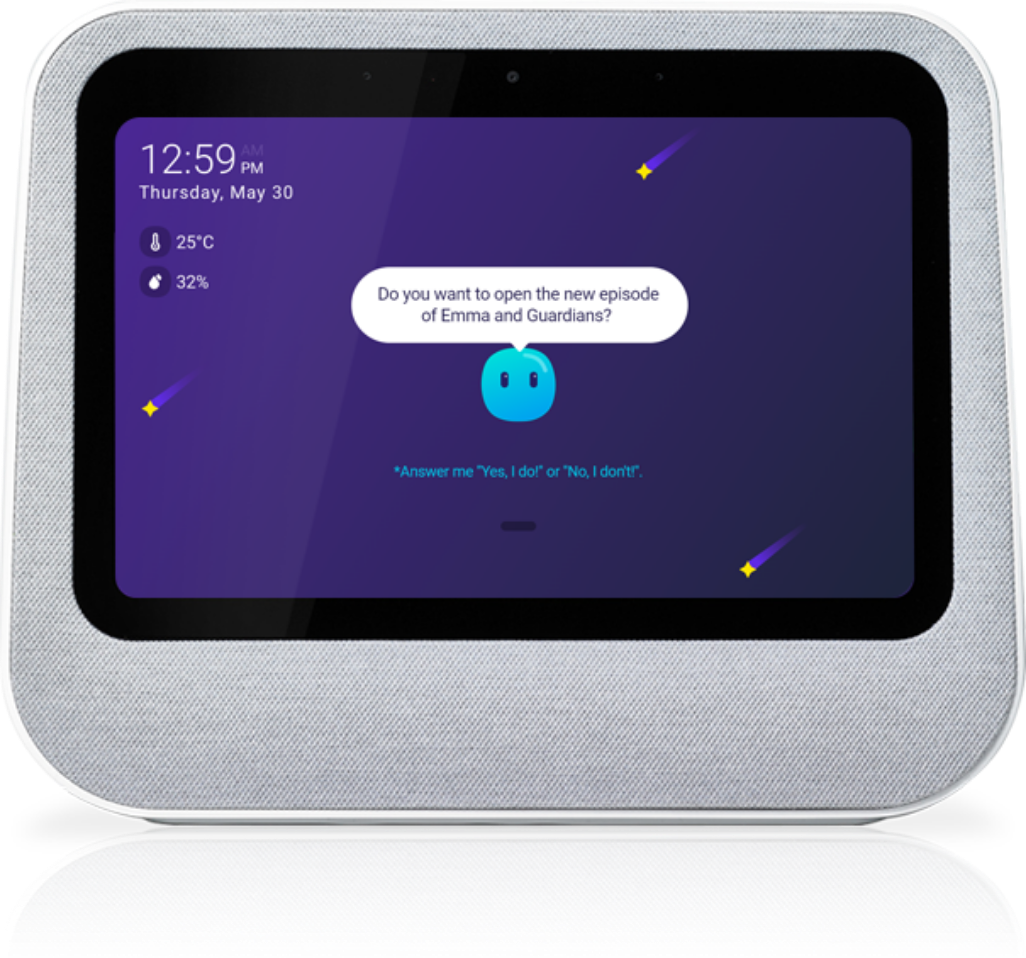 12:59 AM
PM
Thursday, May 30
25°C
32%
Do you want to open the new episode
of Emma and Guardians?
*Answer me "Yes, I do!" or "No, I don't!".